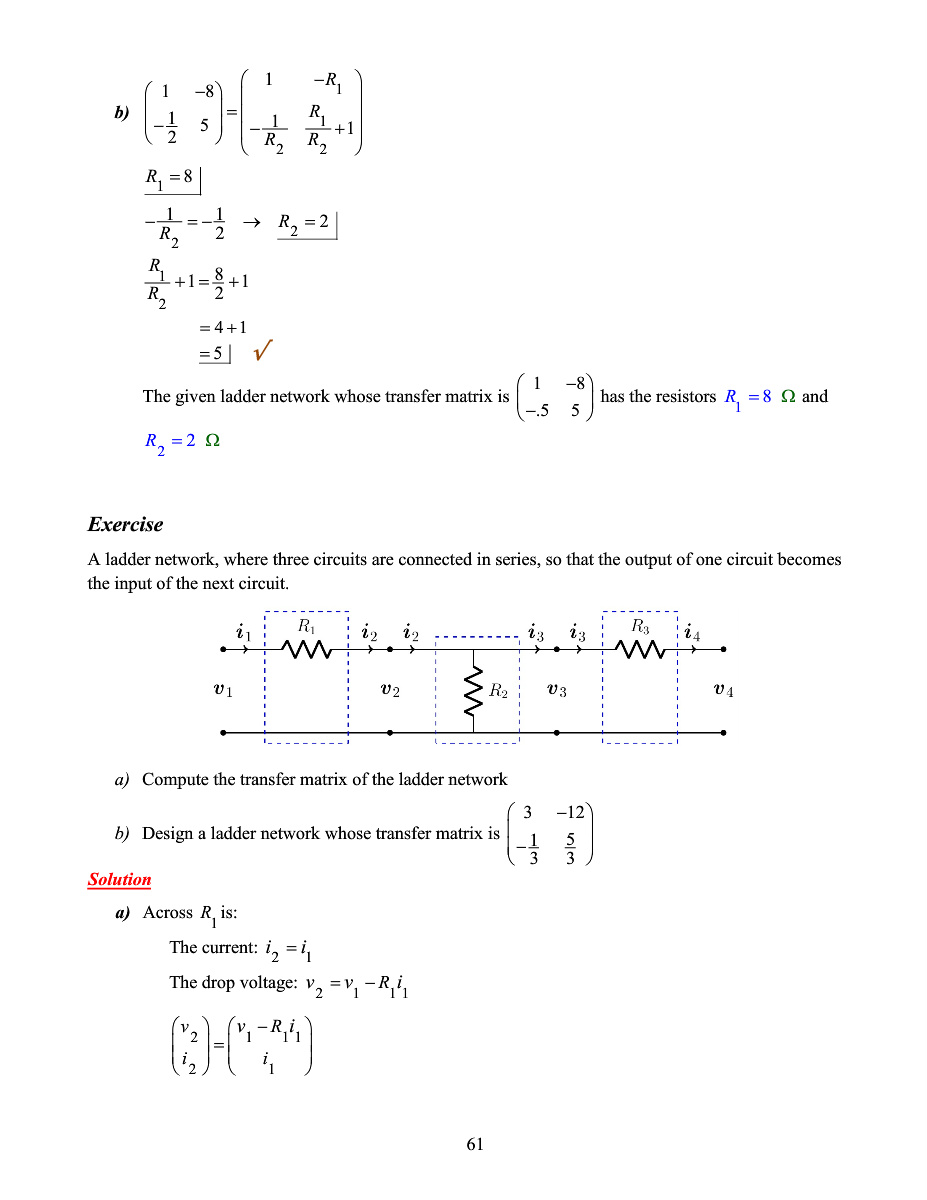 b) \begin{pmatrix} 1 & -8 \\ -\frac{1}{2} & 5 \end{pmatrix} = \begin{pmatrix} 1 & -R_1 \\ -\frac{1}{R_2} & \frac{R_1}{R_2}+1 \end{pmatrix}
R_1 = 8
-\frac{1}{R_2} = -\frac{1}{2} → R_2 = 2
\frac{R_1}{R_2} + 1 = \frac{8}{2} + 1
= 4 + 1
= 5 √
The given ladder network whose transfer matrix is \begin{pmatrix} 1 & -8 \\ -.5 & 5 \end{pmatrix} has the resistors R_1 = 8 Ω and
R_2 = 2 Ω
Exercise
A ladder network, where three circuits are connected in series, so that the output of one circuit becomes
the input of the next circuit.
i_1 R_1 i_2 i_2 i_3 i_3 R_3 i_4
v_1 v_2 R_2 v_3 v_4
a) Compute the transfer matrix of the ladder network
b) Design a ladder network whose transfer matrix is \begin{pmatrix} 3 & -12 \\ -\frac{1}{3} & \frac{5}{3} \end{pmatrix}
Solution
a) Across R_1 is:
The current: i_2 = i_1
The drop voltage: v_2 = v_1 - R_1 i_1
\begin{pmatrix} v_2 \\ i_2 \end{pmatrix} = \begin{pmatrix} v_1 - R_1 i_1 \\ i_1 \end{pmatrix}
61